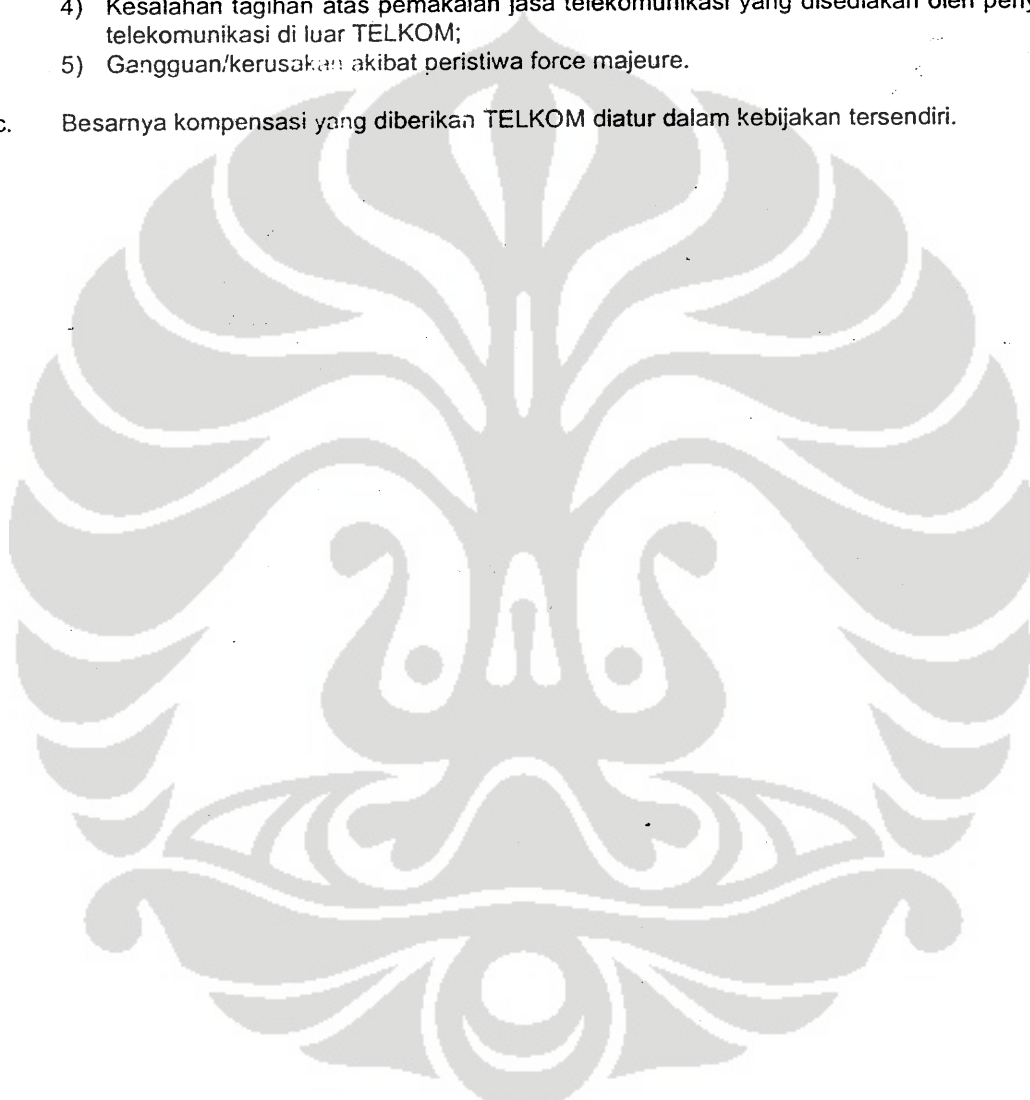 4) Kesalahan tagihan atas pemakaian jasa telekomunikasi yang disediakan oleh
telekomunikasi di luar TELKOM;
5) Gangguan/kerusakan akibat peristiwa force majeure.
c. Besarnya kompensasi yang diberikan TELKOM diatur dalam kebijakan tersendiri.